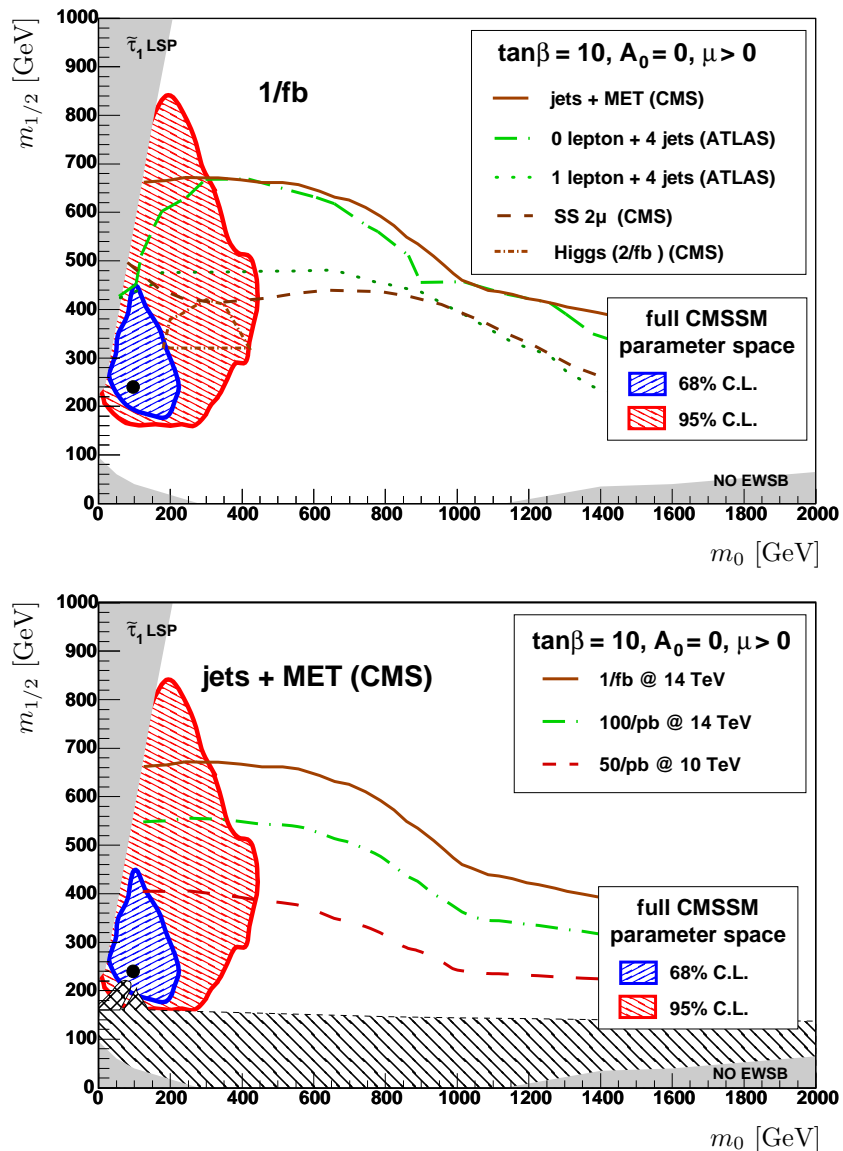 m₁/₂ [GeV]
1000
900
800
700
600
500
400
300
200
100
0
τ̃₁ LSP
1/fb
tanβ = 10, A₀ = 0, μ > 0
jets + MET (CMS)
0 lepton + 4 jets (ATLAS)
1 lepton + 4 jets (ATLAS)
SS 2μ (CMS)
Higgs (2/fb ) (CMS)
full CMSSM
parameter space
68% C.L.
95% C.L.
NO EWSB
0 200 400 600 800 1000 1200 1400 1600 1800 2000
m₀ [GeV]
m₁/₂ [GeV]
1000
900
800
700
600
500
400
300
200
100
0
τ̃₁ LSP
jets + MET (CMS)
tanβ = 10, A₀ = 0, μ > 0
1/fb @ 14 TeV
100/pb @ 14 TeV
50/pb @ 10 TeV
full CMSSM
parameter space
68% C.L.
95% C.L.
NO EWSB
0 200 400 600 800 1000 1200 1400 1600 1800 2000
m₀ [GeV]